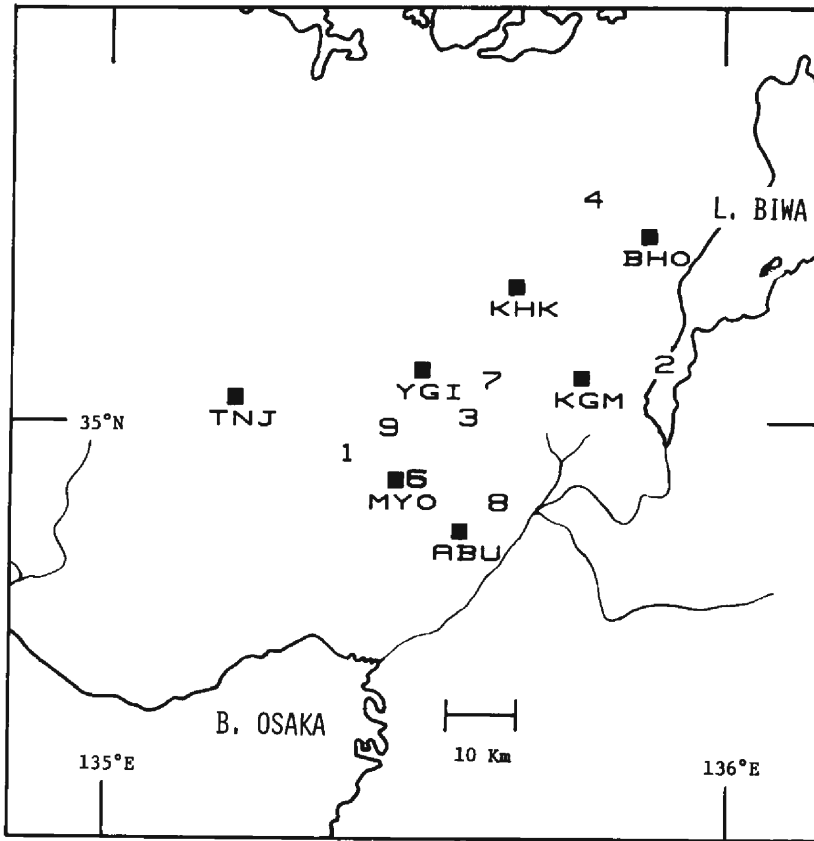 4
L. BIWA
BHO
KHK
2
7
YGI
KGM
TNJ
3
35°N
9
1
6
MYO
8
ABU
B. OSAKA
10 Km
135°E
136°E